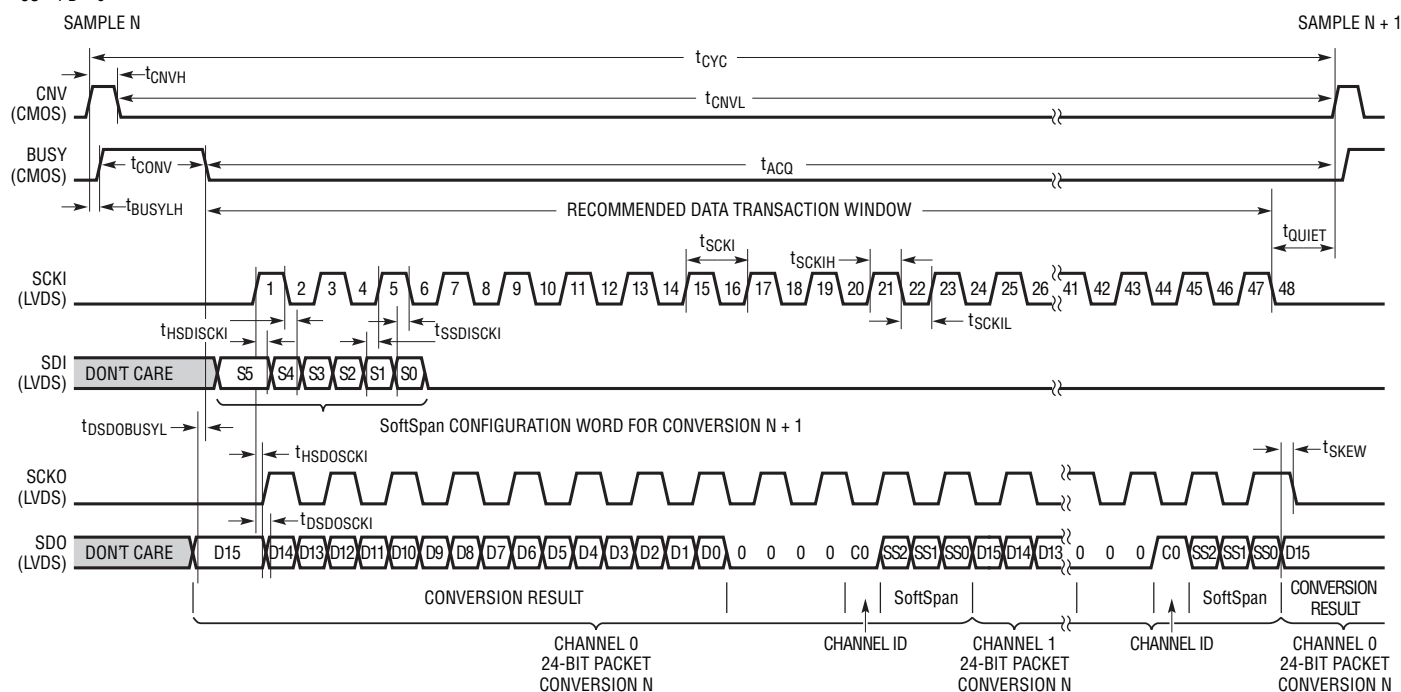 SAMPLE N SAMPLE N + 1
tCYC
tCNVH
CNV
(CMOS)
tCNVL
BUSY
(CMOS)
tCONV
tACQ
tBUSYLH
RECOMMENDED DATA TRANSACTION WINDOW
tQUIET
tSCKI
tSCKIH
SCKI
(LVDS)
1 2 3 4 5 6 7 8 9 10 11 12 13 14 15 16 17 18 19 20 21 22 23 24 25 26 41 42 43 44 45 46 47 48
tHSDISCKI
tSSDISCKI
tSCKIL
SDI
(LVDS)
DON'T CARE S5 S4 S3 S2 S1 S0
SoftSpan CONFIGURATION WORD FOR CONVERSION N + 1
tDSDOBUSYL
tHSDOSCKI
tSKEW
SCKO
(LVDS)
tDSDOSCKI
SDO
(LVDS)
DON'T CARE D15 D14 D13 D12 D11 D10 D9 D8 D7 D6 D5 D4 D3 D2 D1 D0 0 0 0 0 C0 SS2 SS1 SS0 D15 D14 D13 0 0 0 C0 SS2 SS1 SS0 D15
CONVERSION RESULT SoftSpan SoftSpan CONVERSION
RESULT
CHANNEL 0
24-BIT PACKET
CONVERSION N
CHANNEL ID
CHANNEL 1
24-BIT PACKET
CONVERSION N
CHANNEL ID
CHANNEL 0
24-BIT PACKET
CONVERSION N